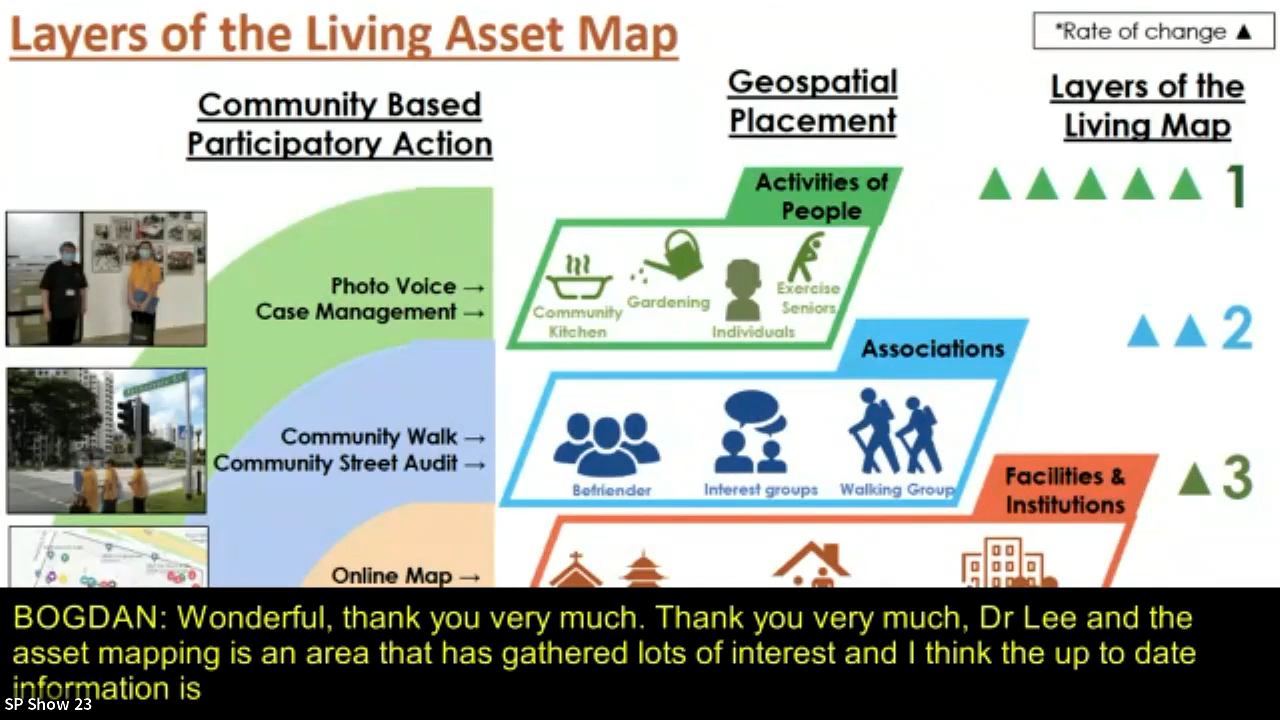 Layers of the Living Asset Map
*Rate of change ▲
Community Based
Participatory Action
Geospatial
Placement
Layers of the
Living Map
Activities of
People
1
Photo Voice →
Case Management →
Community
Kitchen
Gardening
Individuals
Exercise
Seniors
Associations
2
Community Walk →
Community Street Audit →
Befriender
Interest groups
Walking Group
Facilities &
Institutions
3
Online Map →
BOGDAN: Wonderful, thank you very much. Thank you very much, Dr Lee and the
asset mapping is an area that has gathered lots of interest and I think the up to date
information is
SP Show 23